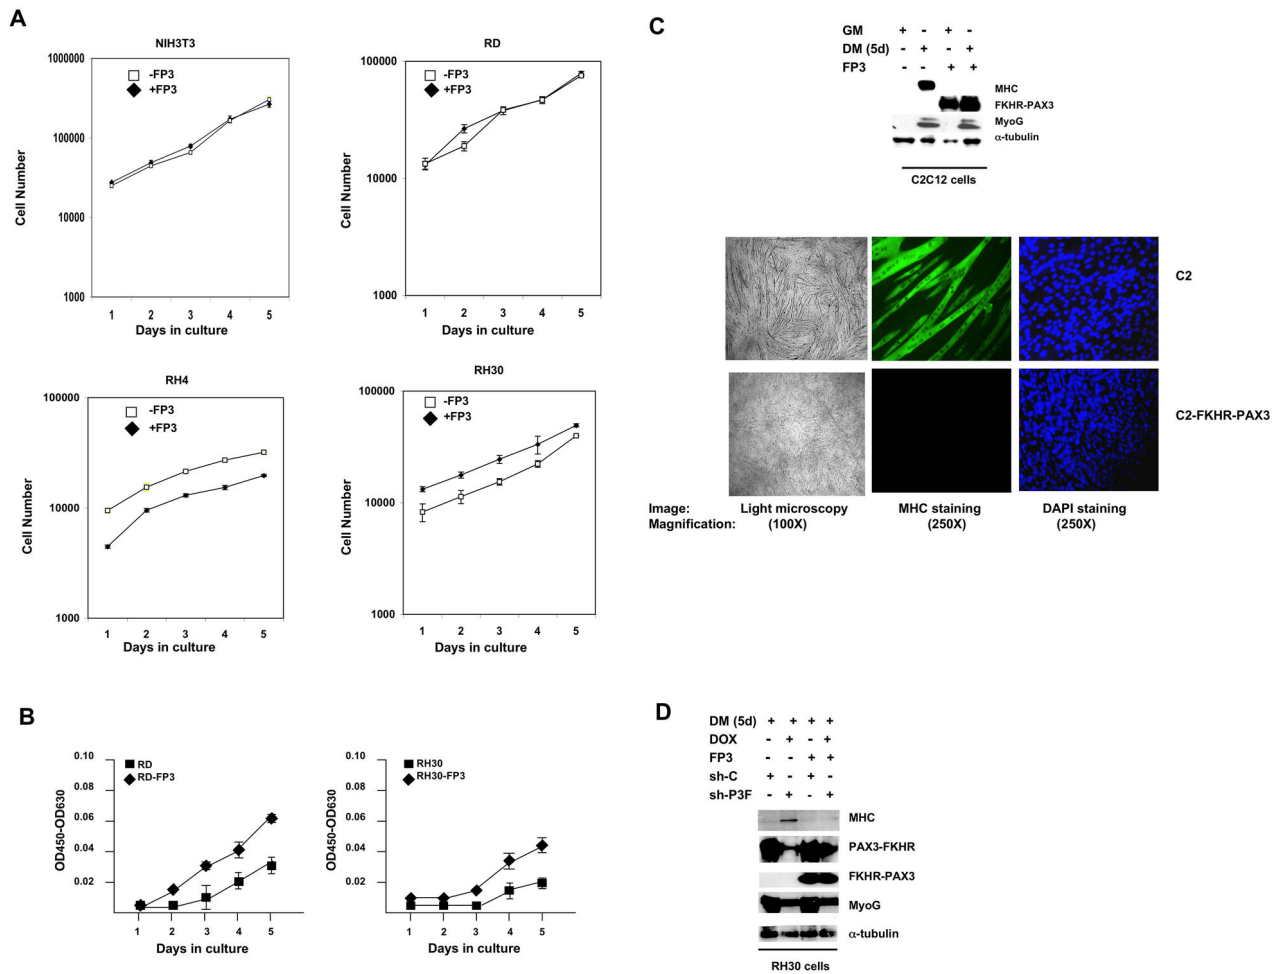 A
NIH3T3
1000000
100000
10000
1000
-FP3
+FP3
Cell Number
1 2 3 4 5
Days in culture
RD
100000
10000
1000
-FP3
+FP3
Cell Number
1 2 3 4 5
Days in culture
RH4
100000
10000
1000
-FP3
+FP3
Cell Number
1 2 3 4 5
Days in culture
RH30
100000
10000
1000
-FP3
+FP3
Cell Number
1 2 3 4 5
Days in culture
B
0.10
0.08
0.06
0.04
0.02
RD
RD-FP3
OD450-OD630
1 2 3 4 5
Days in culture
0.10
0.08
0.06
0.04
0.02
RH30
RH30-FP3
OD450-OD630
1 2 3 4 5
Days in culture
C
GM + - + -
DM (5d) - + - +
FP3 - - + +
MHC
FKHR-PAX3
MyoG
α-tubulin
C2C12 cells
C2
C2-FKHR-PAX3
Image: Light microscopy MHC staining DAPI staining
Magnification: (100X) (250X) (250X)
D
DM (5d) + + + +
DOX - + - +
FP3 - - + +
sh-C + - + -
sh-P3F - + - +
MHC
PAX3-FKHR
FKHR-PAX3
MyoG
α-tubulin
RH30 cells